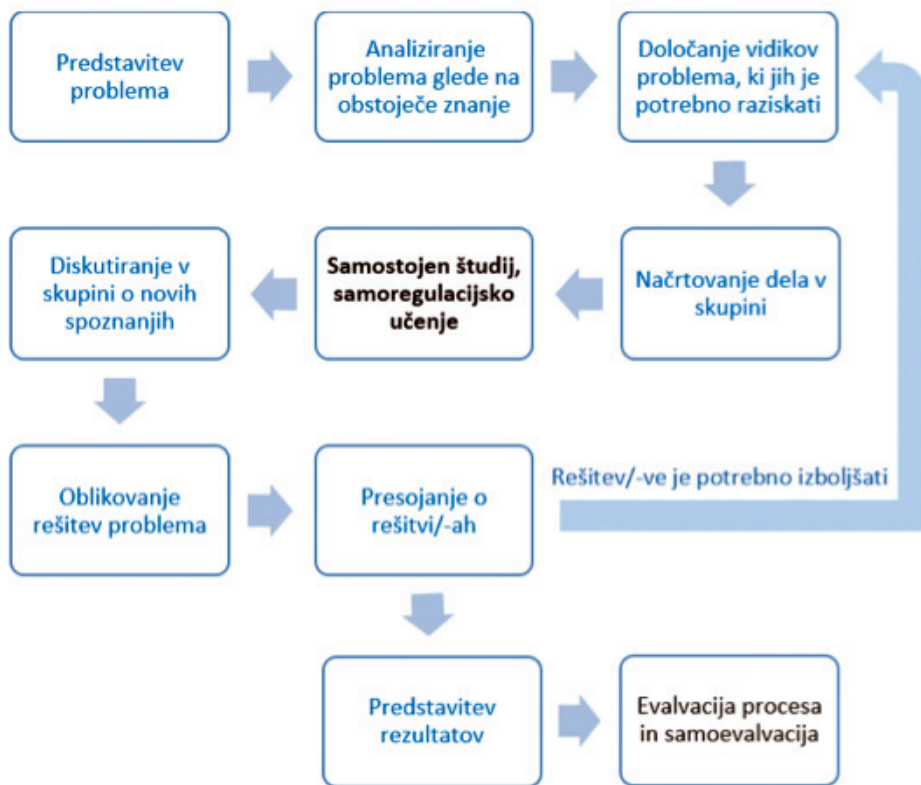 Predstavitev
problema
Analiziranje
problema glede na
obstoječe znanje
Določanje vidikov
problema, ki jih je
potrebno raziskati
Načrtovanje dela v
skupini
Samostojen študij,
samoregulacijsko
učenje
Diskutiranje v
skupini o novih
spoznanjih
Oblikovanje
rešitev problema
Presojanje o
rešitvi/-ah
Rešitev/-ve je potrebno izboljšati
Predstavitev
rezultatov
Evalvacija procesa
in samoevalvacija